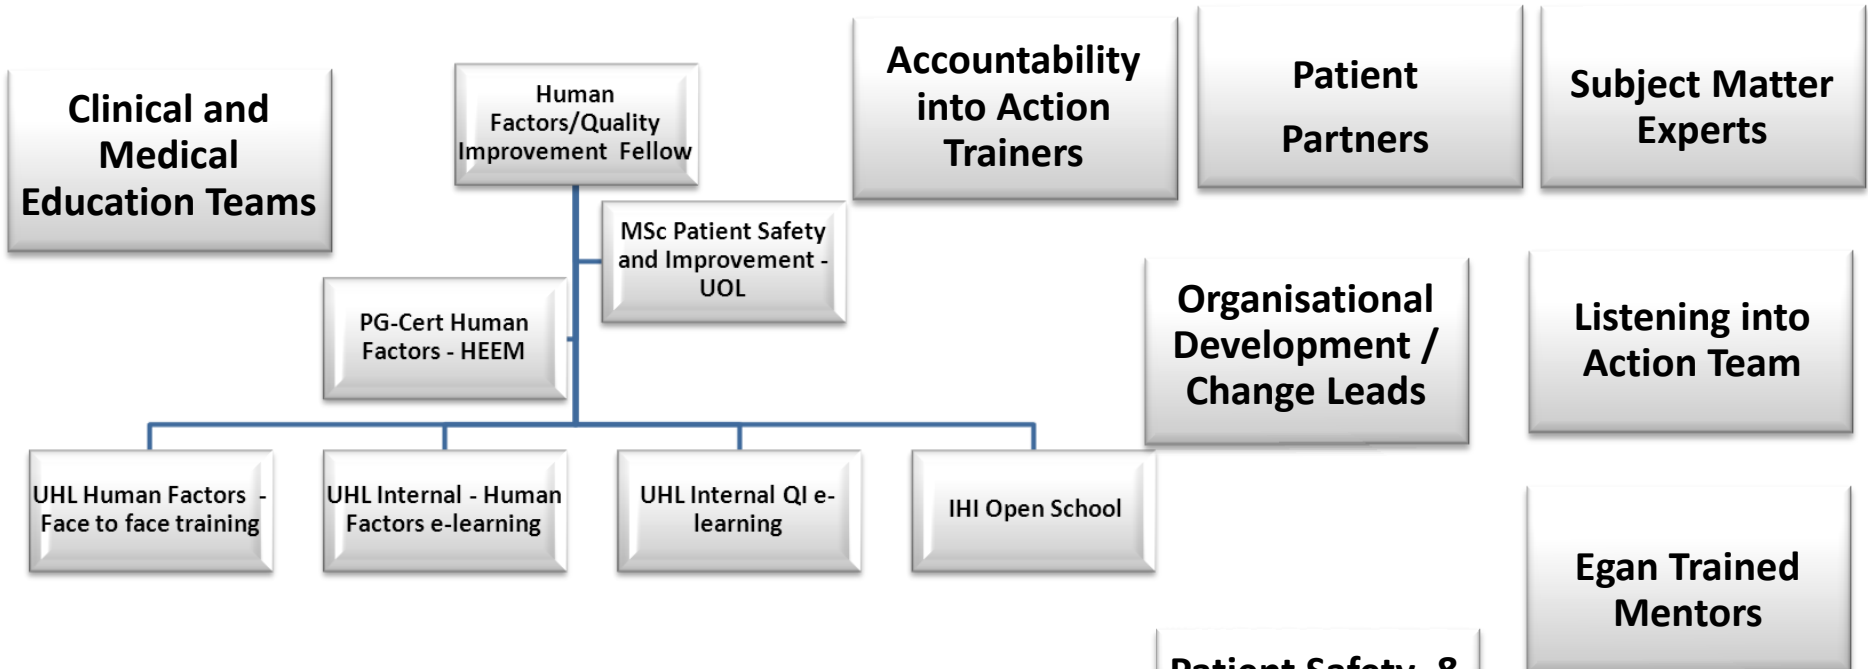 Clinical and
Medical
Education Teams
Human
Factors/Quality
Improvement Fellow
MSc Patient Safety
and Improvement -
UOL
PG-Cert Human
Factors - HEEM
UHL Human Factors -
Face to face training
UHL Internal - Human
Factors e-learning
UHL Internal QI e-
learning
IHI Open School
Accountability
into Action
Trainers
Patient
Partners
Subject Matter
Experts
Organisational
Development /
Change Leads
Listening into
Action Team
Egan Trained
Mentors
Patient Safety &